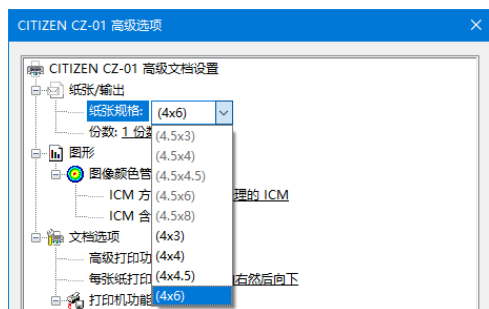 CITIZEN CZ-01 高级选项
CITIZEN CZ-01 高级文档设置
纸张/输出
纸张规格: (4x6)
份数: 1 份数
(4.5x3)
(4.5x4)
图形
图像颜色管
(4.5x4.5)
ICM 方 (4.5x6) 理的 ICM
ICM 含 (4.5x8)
文档选项 (4x3)
高级打印功 (4x4)
每张纸打印 (4x4.5) 右然后向下
打印机功能 (4x6)